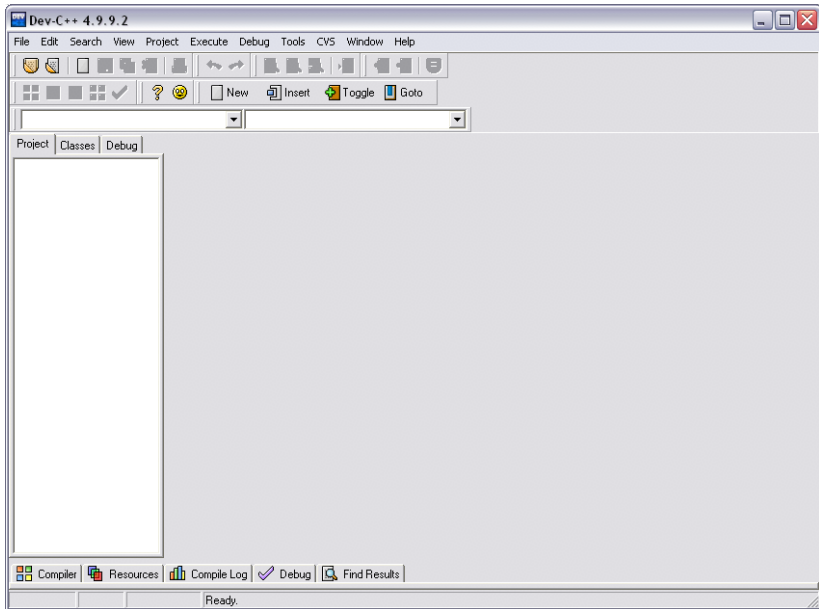 Dev-C++ 4.9.9.2
File Edit Search View Project Execute Debug Tools CVS Window Help
New Insert Toggle Goto
Project Classes Debug
Compiler Resources Compile Log Debug Find Results
Ready.